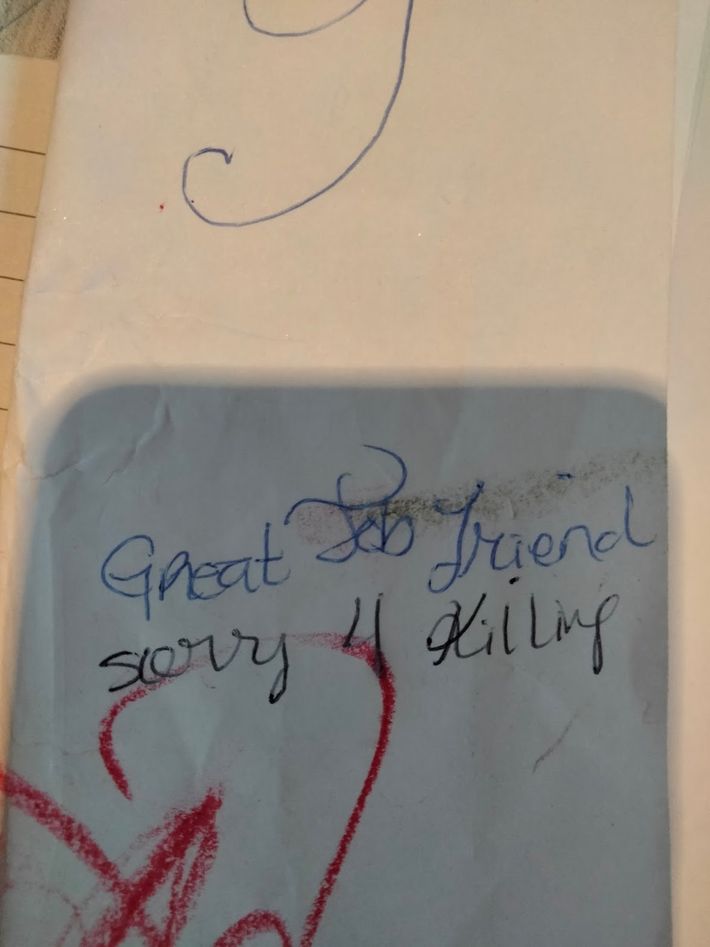 Great Job friend
sorry 4 Killing